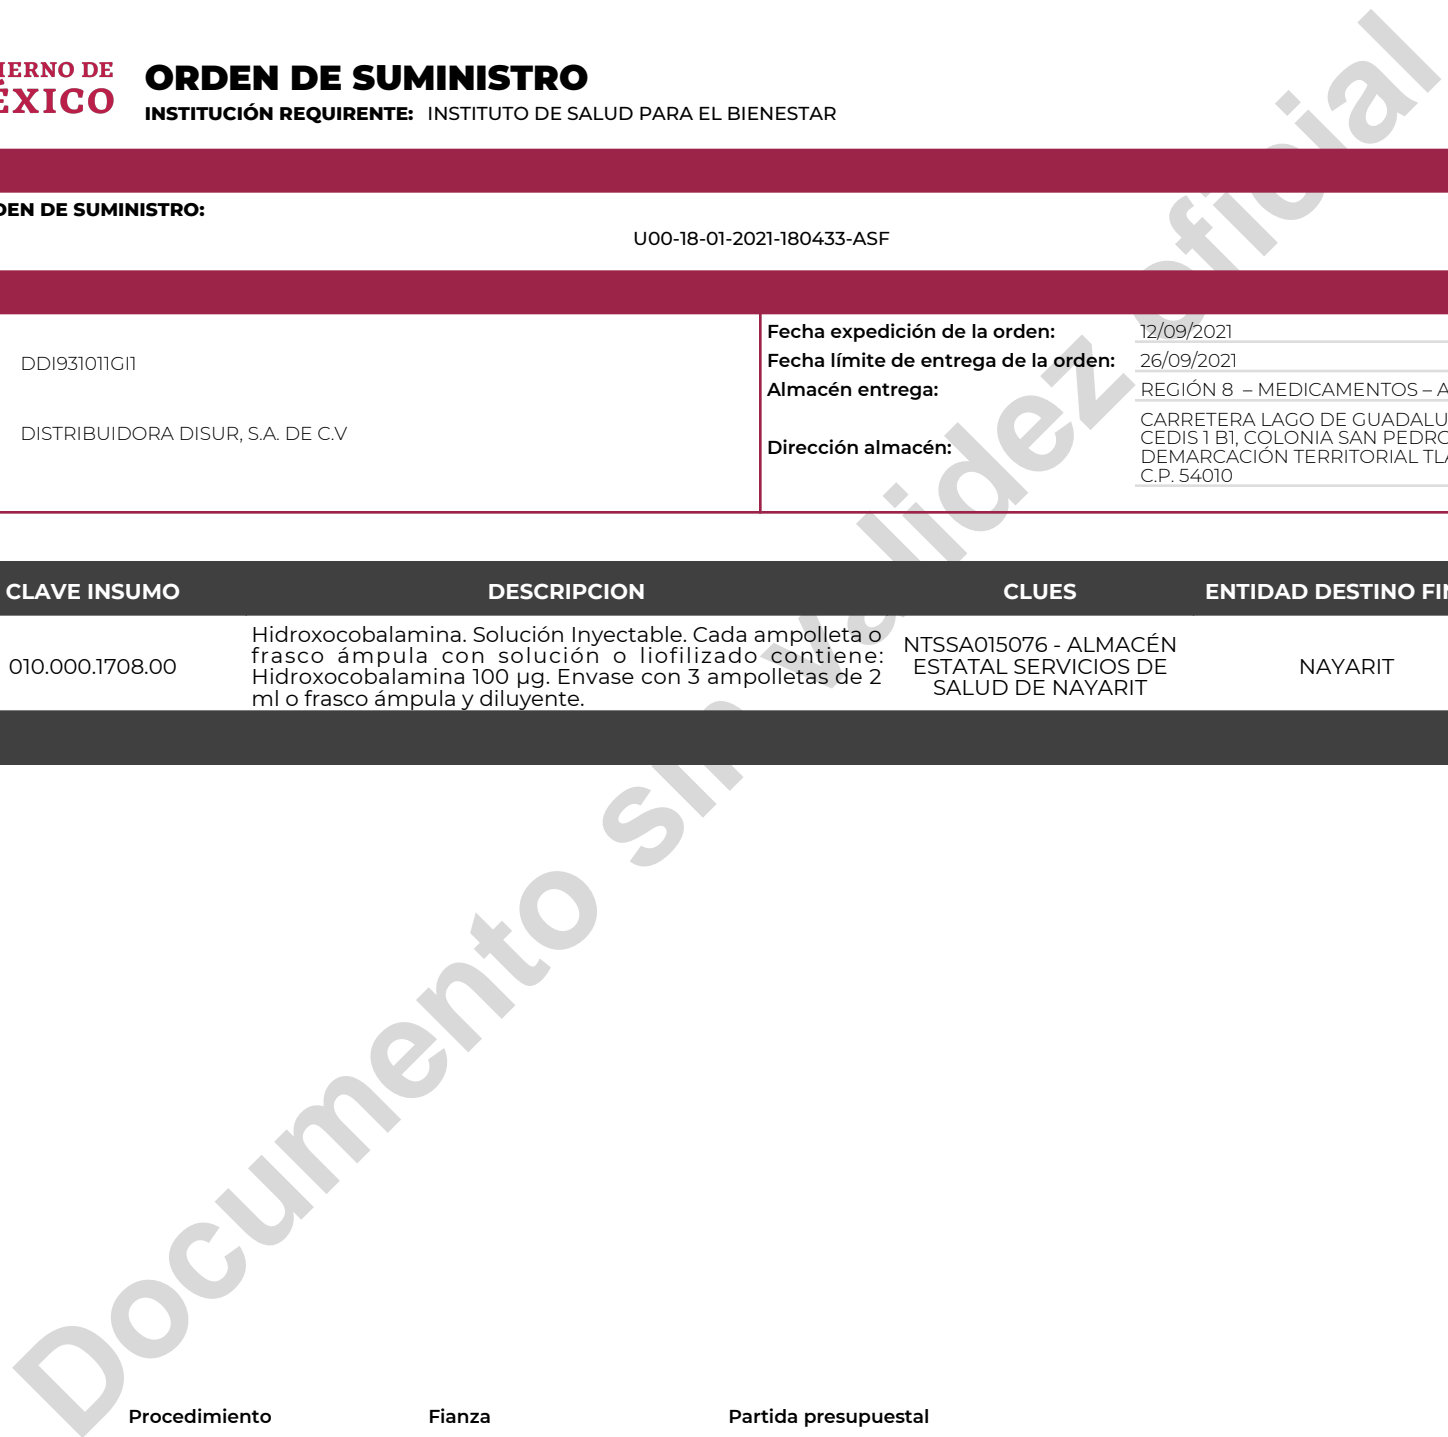 IERNO DE
ÉXICO
ORDEN DE SUMINISTRO
INSTITUCIÓN REQUIRENTE: INSTITUTO DE SALUD PARA EL BIENESTAR
DEN DE SUMINISTRO:
U00-18-01-2021-180433-ASF
DDI931011GI1
DISTRIBUIDORA DISUR, S.A. DE C.V
Fecha expedición de la orden: 12/09/2021
Fecha límite de entrega de la orden: 26/09/2021
Almacén entrega: REGIÓN 8 – MEDICAMENTOS – A
Dirección almacén:
CARRETERA LAGO DE GUADALU
CEDIS 1 B1, COLONIA SAN PEDRO
DEMARCACIÓN TERRITORIAL TLA
C.P. 54010
CLAVE INSUMO DESCRIPCION CLUES ENTIDAD DESTINO FIN
010.000.1708.00
Hidroxocobalamina. Solución Inyectable. Cada ampolleta o
frasco ámpula con solución o liofilizado contiene:
Hidroxocobalamina 100 µg. Envase con 3 ampolletas de 2
ml o frasco ámpula y diluyente.
NTSSA015076 - ALMACÉN
ESTATAL SERVICIOS DE
SALUD DE NAYARIT
NAYARIT
Documento sin validez oficial
Procedimiento Fianza Partida presupuestal